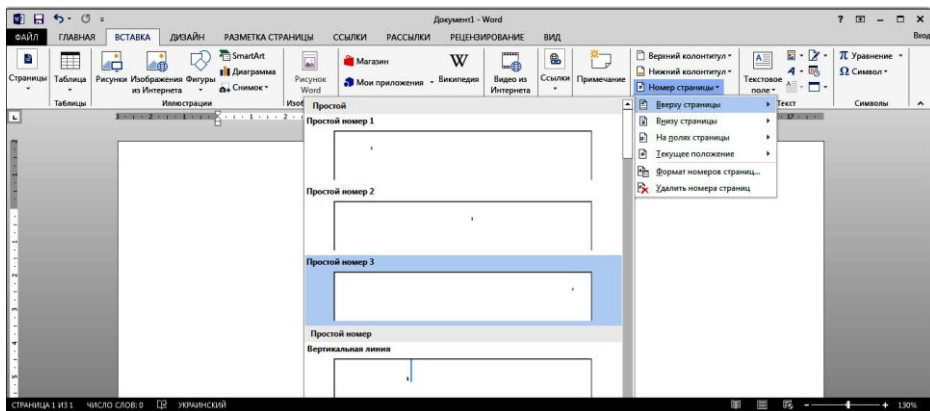 Документ1 - Word
ФАЙЛ ГЛАВНАЯ ВСТАВКА ДИЗАЙН РАЗМЕТКА СТРАНИЦЫ ССЫЛКИ РАССЫЛКИ РЕЦЕНЗИРОВАНИЕ ВИД Вход
Страницы
Таблица
Таблицы
Рисунки
Изображения из Интернета
Фигуры
SmartArt
Диаграмма
Снимок
Иллюстрации
Рисунок Word
Магазин
Мои приложения
Википедия
Видео из Интернета
Ссылки
Примечание
Верхний колонтитул
Нижний колонтитул
Номер страницы
Текстовое поле
Текст
Уравнение
Символ
Символы
Вверху страницы
Внизу страницы
На полях страницы
Текущее положение
Формат номеров страниц...
Удалить номера страниц
Простой
Простой номер 1
Простой номер 2
Простой номер 3
Простой номер
Вертикальная линия
СТРАНИЦА 1 ИЗ 1 ЧИСЛО СЛОВ: 0 УКРАИНСКИЙ 130%